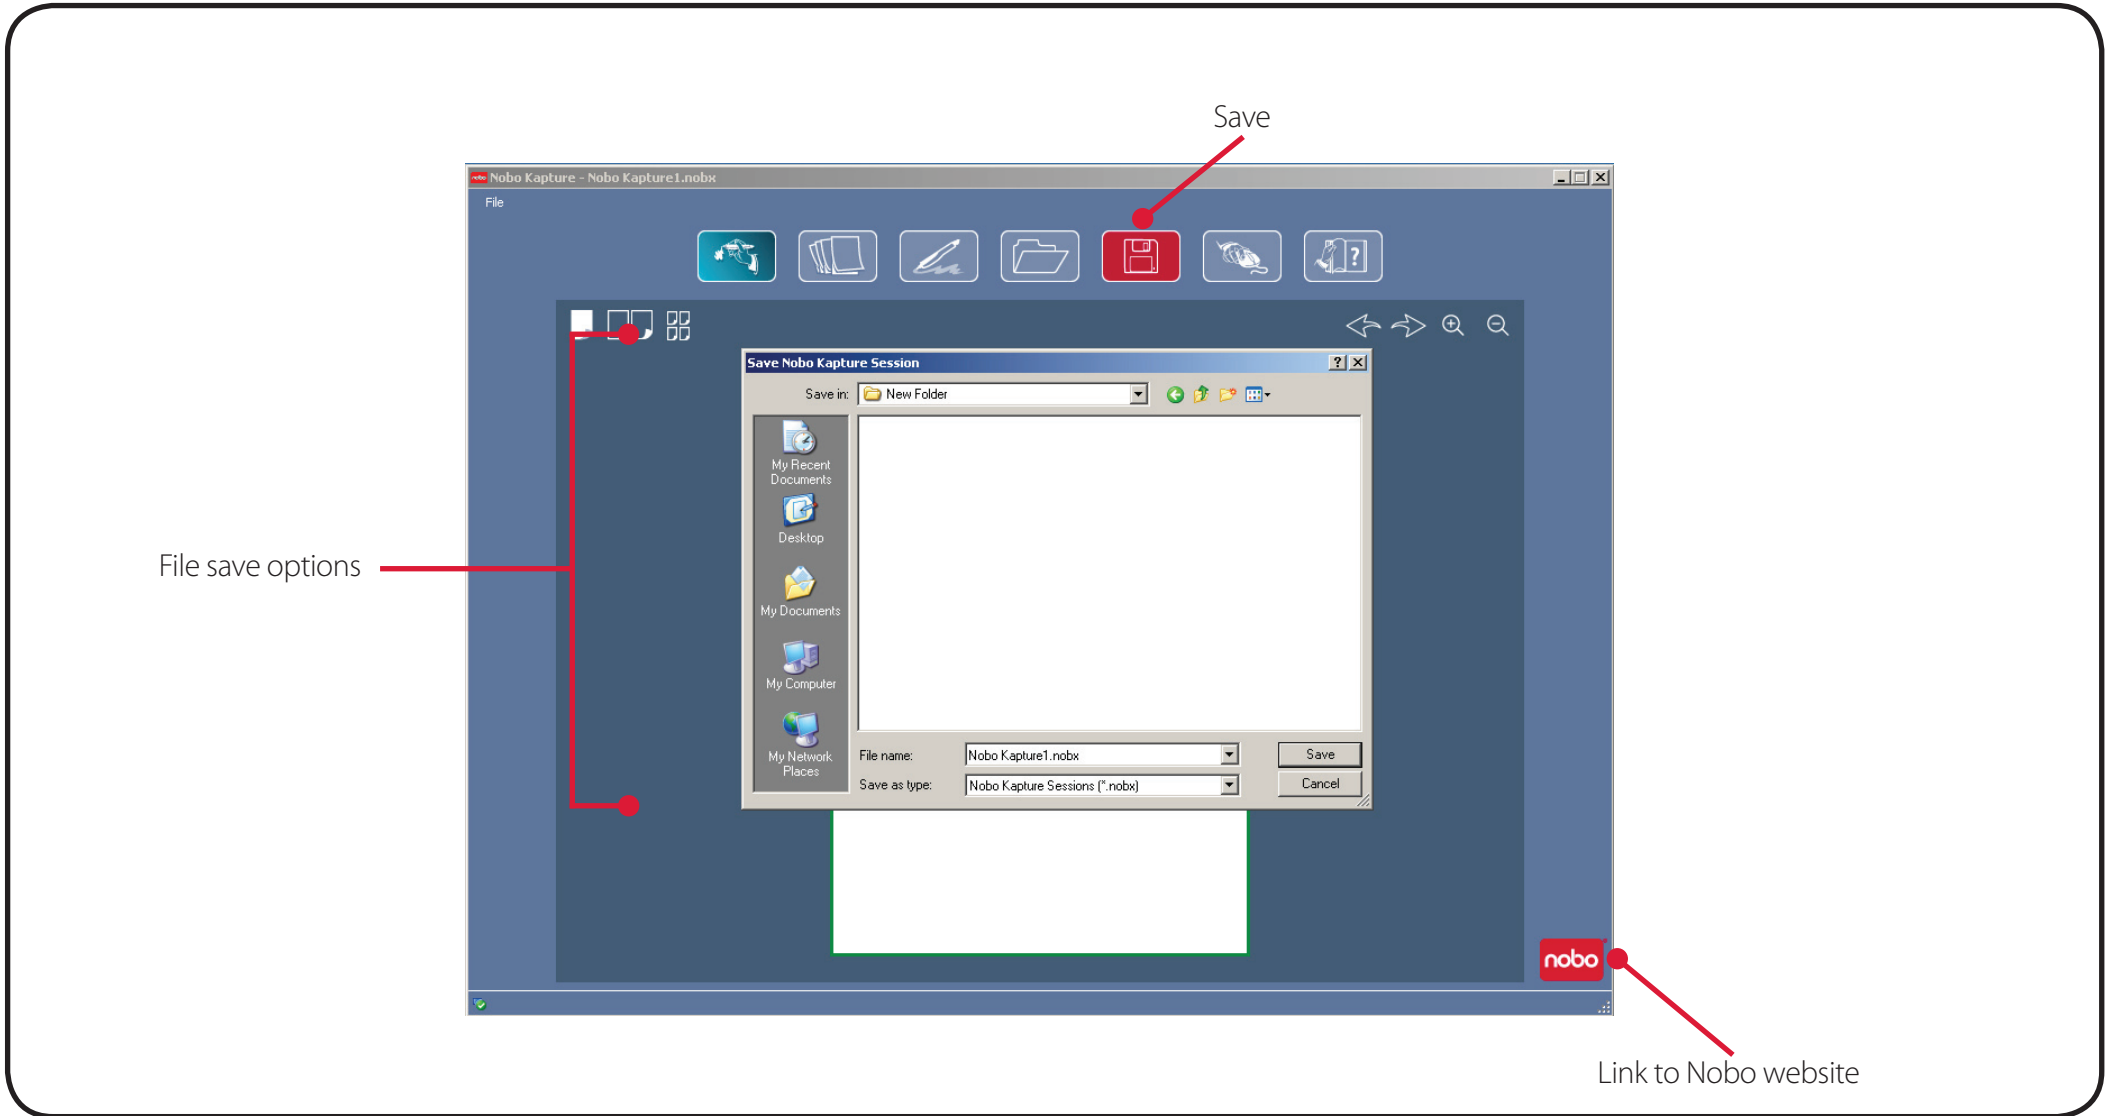 Save
Nobo Kapture - Nobo Kapture1.nobx
File
?
Save Nobo Kapture Session
Save in: New Folder
My Recent
Documents
Desktop
My Documents
My Computer
My Network
Places
File name: Nobo Kapture1.nobx Save
Save as type: Nobo Kapture Sessions (*.nobx) Cancel
File save options
nobo
Link to Nobo website